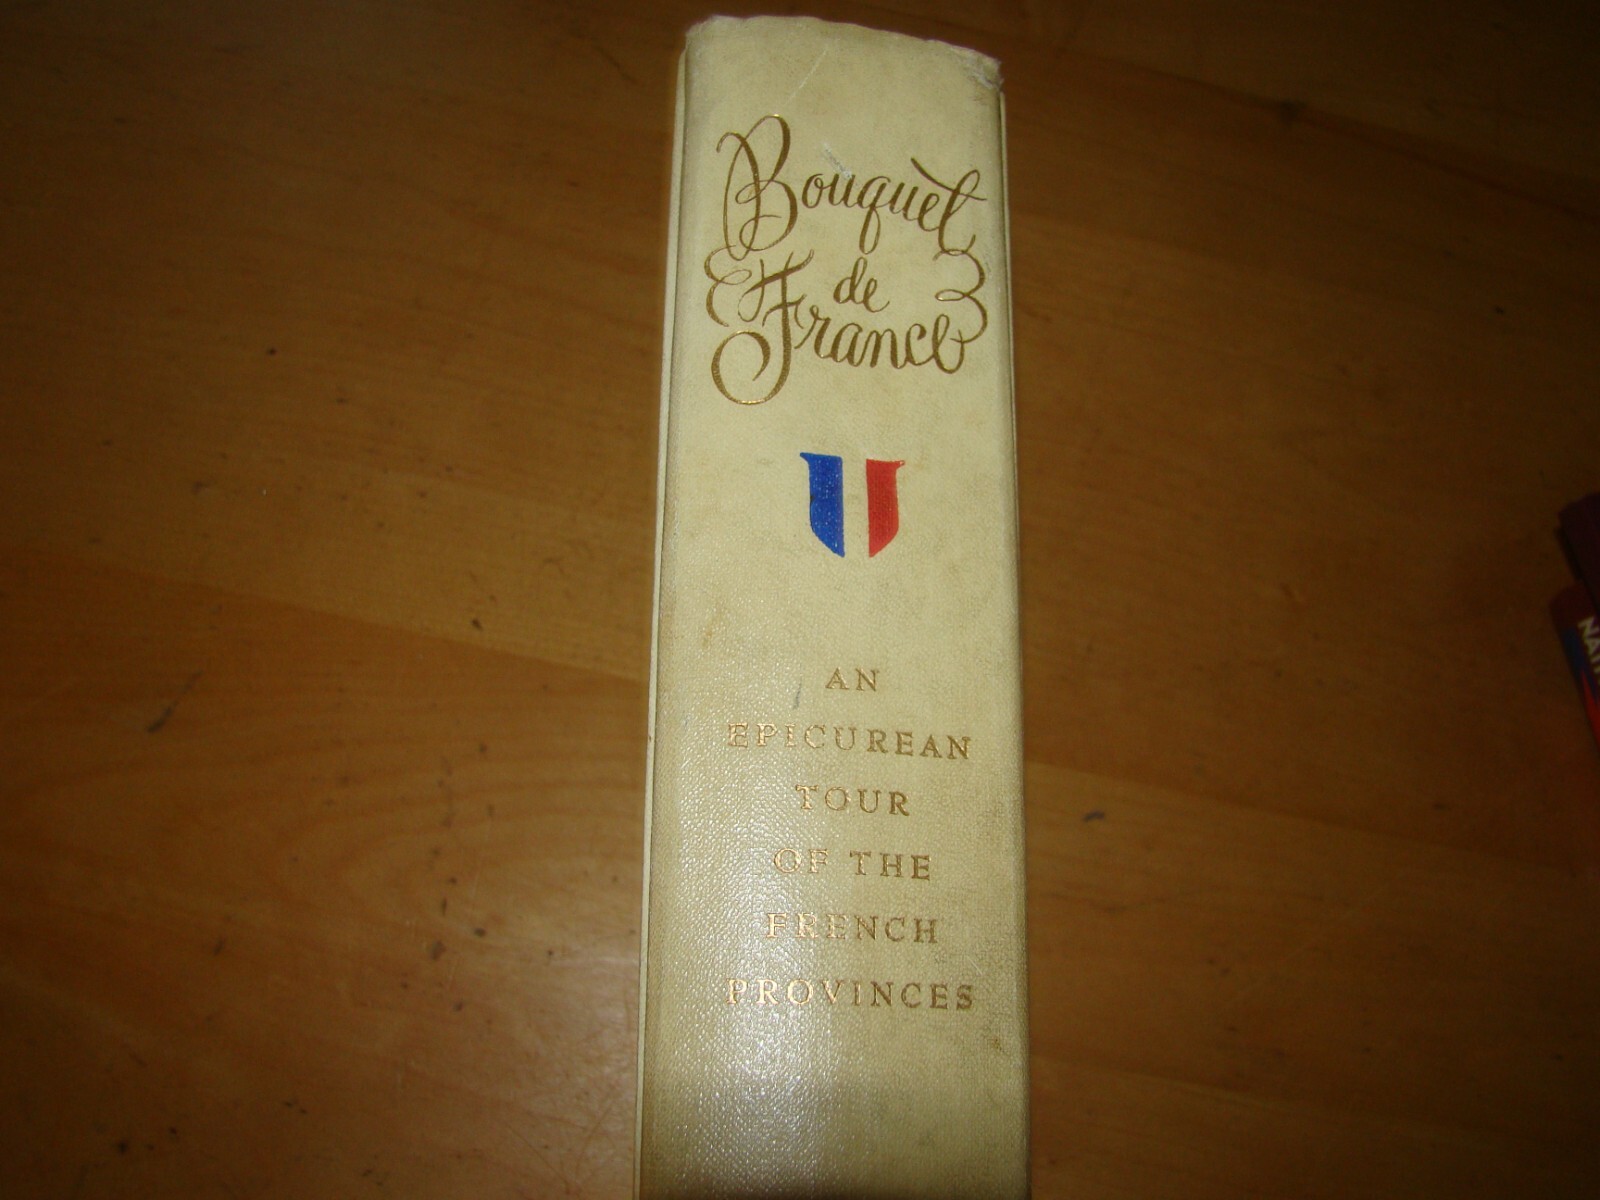 Bouquet
de
France
AN
EPICUREAN
TOUR
OF THE
FRENCH
PROVINCES